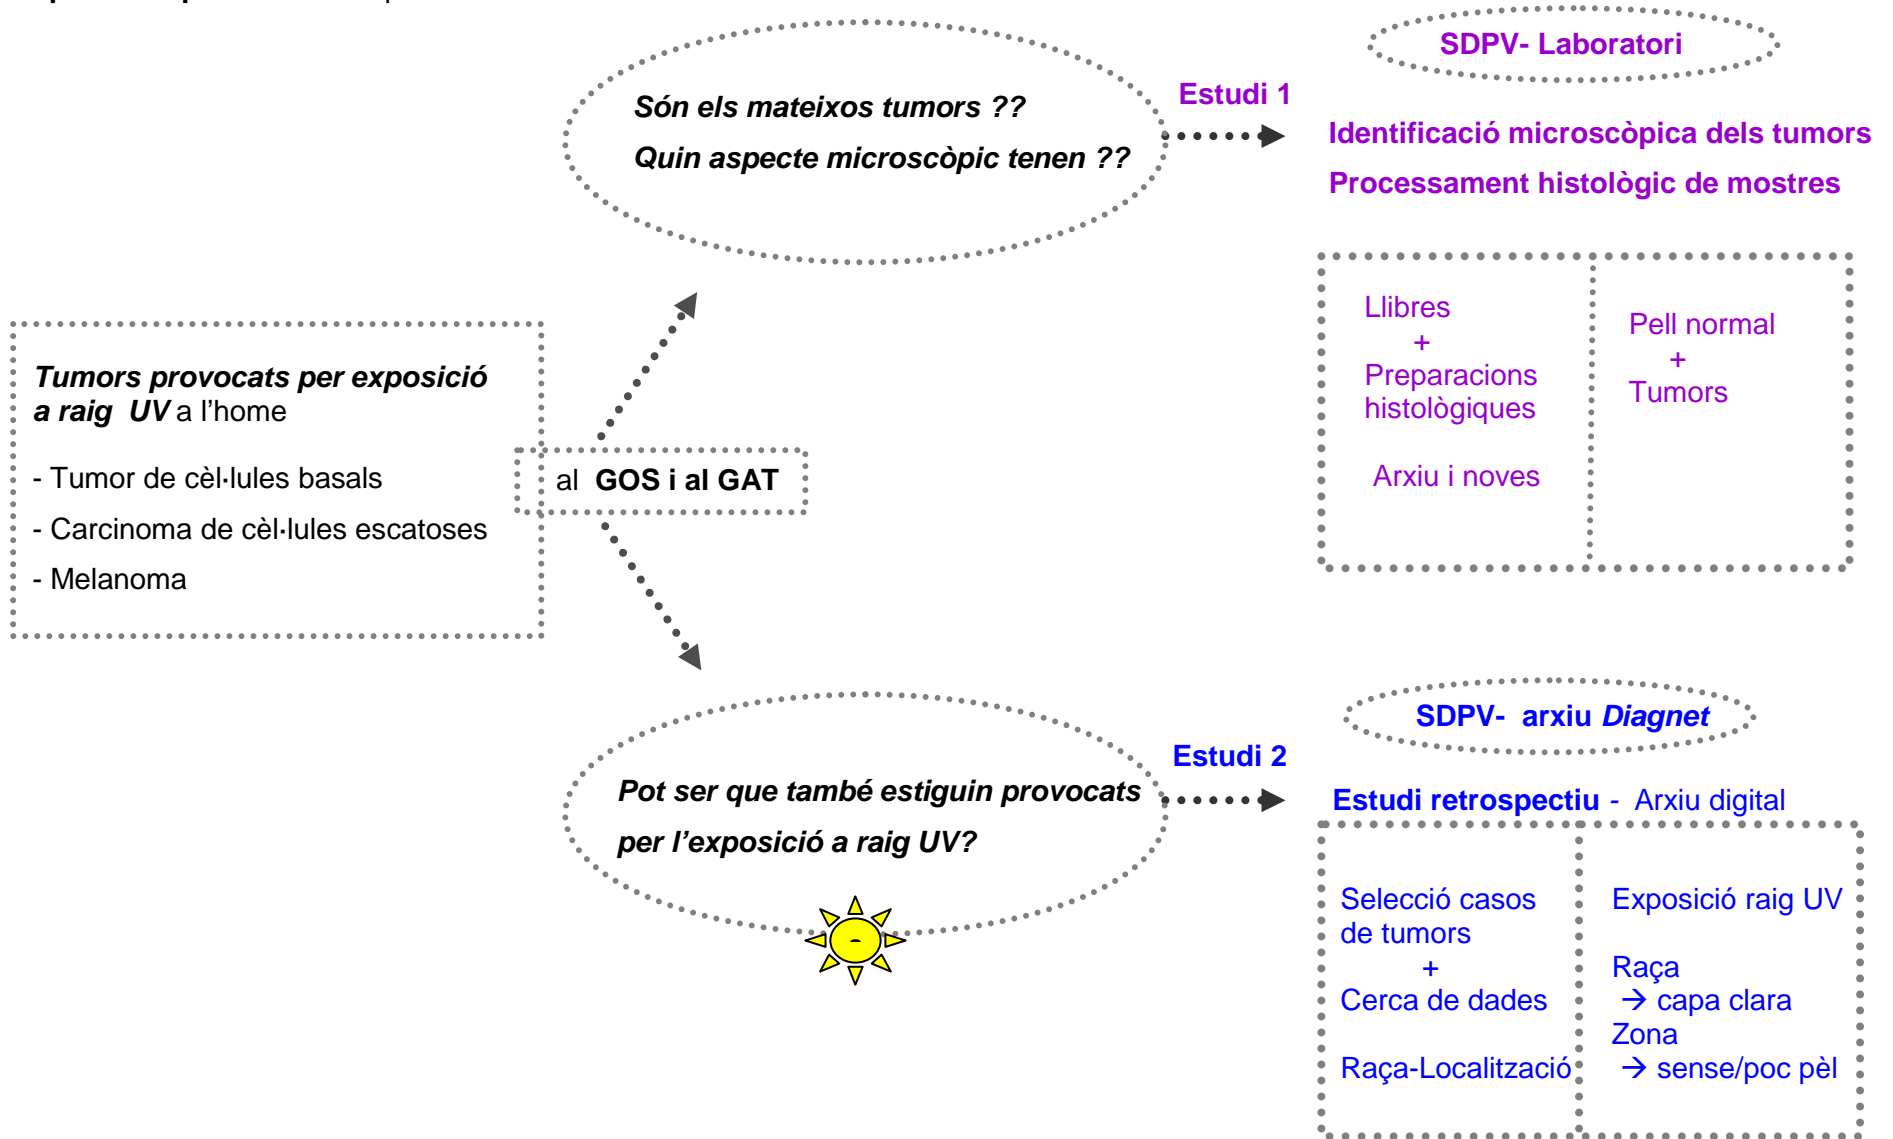 SDPV- Laboratori
Són els mateixos tumors ??
Quin aspecte microscòpic tenen ??
Estudi 1
Identificació microscòpica dels tumors
Processament histològic de mostres
Llibres
+
Preparacions
histològiques
Arxiu i noves
Pell normal
+
Tumors
Tumors provocats per exposició
a raig UV a l'home
- Tumor de cèl·lules basals
- Carcinoma de cèl·lules escatoses
- Melanoma
al GOS i al GAT
SDPV- arxiu Diagnet
Pot ser que també estiguin provocats
per l'exposició a raig UV?
Estudi 2
Estudi retrospectiu - Arxiu digital
Selecció casos
de tumors
+
Cerca de dades
Raça-Localització
Exposició raig UV
Raça
→ capa clara
Zona
→ sense/poc pèl